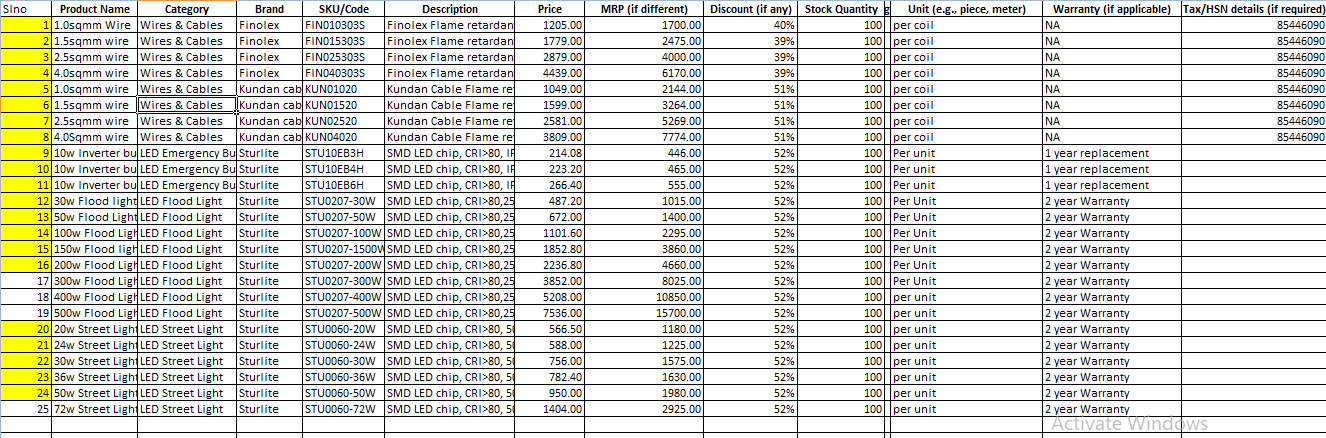 Slno Product Name Category Brand SKU/Code Description Price MRP (if different) Discount (if any) Stock Quantity g Unit (e.g., piece, meter) Warranty (if applicable) Tax/HSN details (if required)
1 1.0sqmm Wire Wires & Cables Finolex FIN010303S Finolex Flame retardan 1205.00 1700.00 40% 100 per coil NA 85446090
2 1.5sqmm wire Wires & Cables Finolex FIN015303S Finolex Flame retardan 1779.00 2475.00 39% 100 per coil NA 85446090
3 2.5sqmm wire Wires & Cables Finolex FIN025303S Finolex Flame retardan 2879.00 4000.00 39% 100 per coil NA 85446090
4 4.0sqmm wire Wires & Cables Finolex FIN040303S Finolex Flame retardan 4439.00 6170.00 39% 100 per coil NA 85446090
5 1.0sqmm wire Wires & Cables Kundan cab KUN01020 Kundan Cable Flame re 1049.00 2144.00 51% 100 per coil NA 85446090
6 1.5sqmm wire Wires & Cables Kundan cab KUN01520 Kundan Cable Flame re 1599.00 3264.00 51% 100 per coil NA 85446090
7 2.5sqmm wire Wires & Cables Kundan cab KUN02520 Kundan Cable Flame re 2581.00 5269.00 51% 100 per coil NA 85446090
8 4.0Sqmm wire Wires & Cables Kundan cab KUN04020 Kundan Cable Flame re 3809.00 7774.00 51% 100 per coil NA 85446090
9 10w Inverter bu LED Emergency Bu Sturlite STU10EB3H SMD LED chip, CRI>80, IF 214.08 446.00 52% 100 Per unit 1 year replacement
10 10w Inverter bu LED Emergency Bu Sturlite STU10EB4H SMD LED chip, CRI>80, IF 223.20 465.00 52% 100 Per unit 1 year replacement
11 10w Inverter bu LED Emergency Bu Sturlite STU10EB6H SMD LED chip, CRI>80, IF 266.40 555.00 52% 100 Per unit 1 year replacement
12 30w Flood light LED Flood Light Sturlite STU0207-30W SMD LED chip, CRI>80,25 487.20 1015.00 52% 100 Per Unit 2 year Warranty
13 50w Flood Light LED Flood Light Sturlite STU0207-50W SMD LED chip, CRI>80,25 672.00 1400.00 52% 100 Per Unit 2 year Warranty
14 100w Flood Ligh LED Flood Light Sturlite STU0207-100W SMD LED chip, CRI>80,25 1101.60 2295.00 52% 100 Per Unit 2 year Warranty
15 150w Flood ligh LED Flood Light Sturlite STU0207-1500W SMD LED chip, CRI>80,25 1852.80 3860.00 52% 100 Per Unit 2 year Warranty
16 200w Flood Ligh LED Flood Light Sturlite STU0207-200W SMD LED chip, CRI>80,25 2236.80 4660.00 52% 100 Per Unit 2 year Warranty
17 300w Flood Ligh LED Flood Light Sturlite STU0207-300W SMD LED chip, CRI>80,25 3852.00 8025.00 52% 100 Per Unit 2 year Warranty
18 400w Flood Ligh LED Flood Light Sturlite STU0207-400W SMD LED chip, CRI>80,25 5208.00 10850.00 52% 100 per unit 2 year Warranty
19 500w Flood Ligh LED Flood Light Sturlite STU0207-500W SMD LED chip, CRI>80,25 7536.00 15700.00 52% 100 per unit 2 year Warranty
20 20w Street Light LED Street Light Sturlite STU0060-20W SMD LED chip, CRI>80, 50 566.50 1180.00 52% 100 per unit 2 year Warranty
21 24w Street Light LED Street Light Sturlite STU0060-24W SMD LED chip, CRI>80, 50 588.00 1225.00 52% 100 per unit 2 year Warranty
22 30w Street Light LED Street Light Sturlite STU0060-30W SMD LED chip, CRI>80, 50 756.00 1575.00 52% 100 per unit 2 year Warranty
23 36w Street Light LED Street Light Sturlite STU0060-36W SMD LED chip, CRI>80, 50 782.40 1630.00 52% 100 per unit 2 year Warranty
24 50w Street Light LED Street Light Sturlite STU0060-50W SMD LED chip, CRI>80, 50 950.00 1980.00 52% 100 per unit 2 year Warranty
25 72w Street Light LED Street Light Sturlite STU0060-72W SMD LED chip, CRI>80, 50 1404.00 2925.00 52% 100 per unit 2 year Warranty
Activate Windows